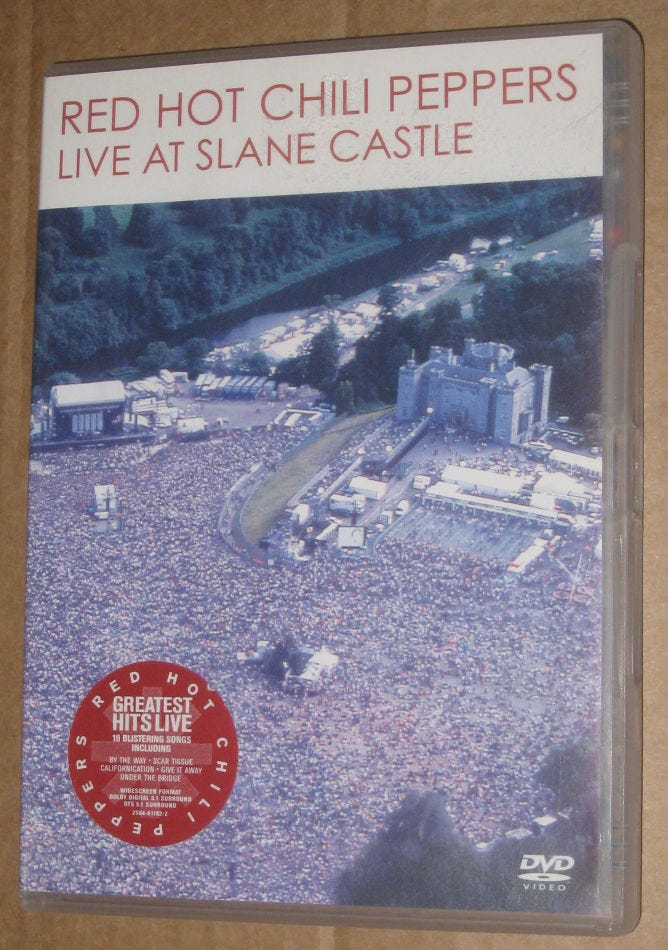 RED HOT CHILI PEPPERS
LIVE AT SLANE CASTLE
RED HOT CHILI PEPPERS
GREATEST
HITS LIVE
18 BLISTERING SONGS
INCLUDING
BY THE WAY • SCAR TISSUE
CALIFORNICATION • GIVE IT AWAY
UNDER THE BRIDGE
WIDESCREEN FORMAT
DOLBY DIGITAL 5.1 SURROUND
DTS 5.1 SURROUND
DVD
VIDEO